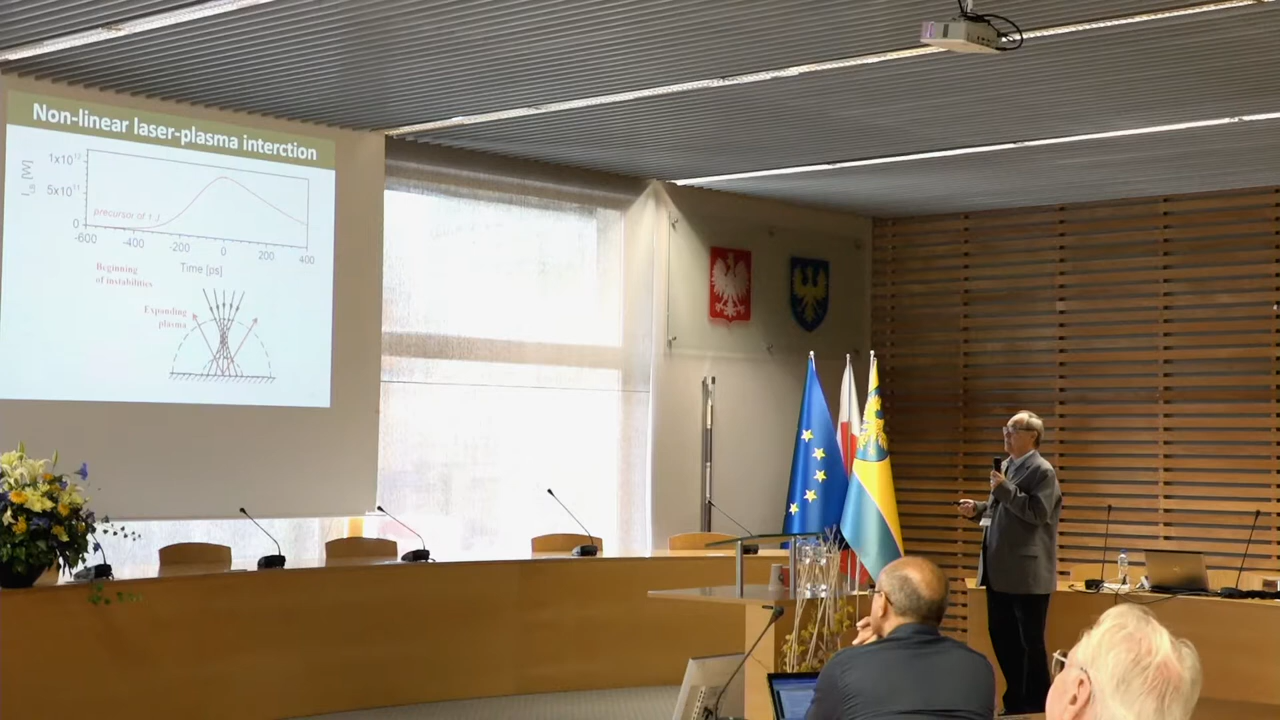 Non-linear laser-plasma interction
1x10¹²
5x10¹¹
0
precursor of 1 J
-600 -400 -200 0 200 400
Time [ps]
Beginning
of instabilities
Expanding
plasma